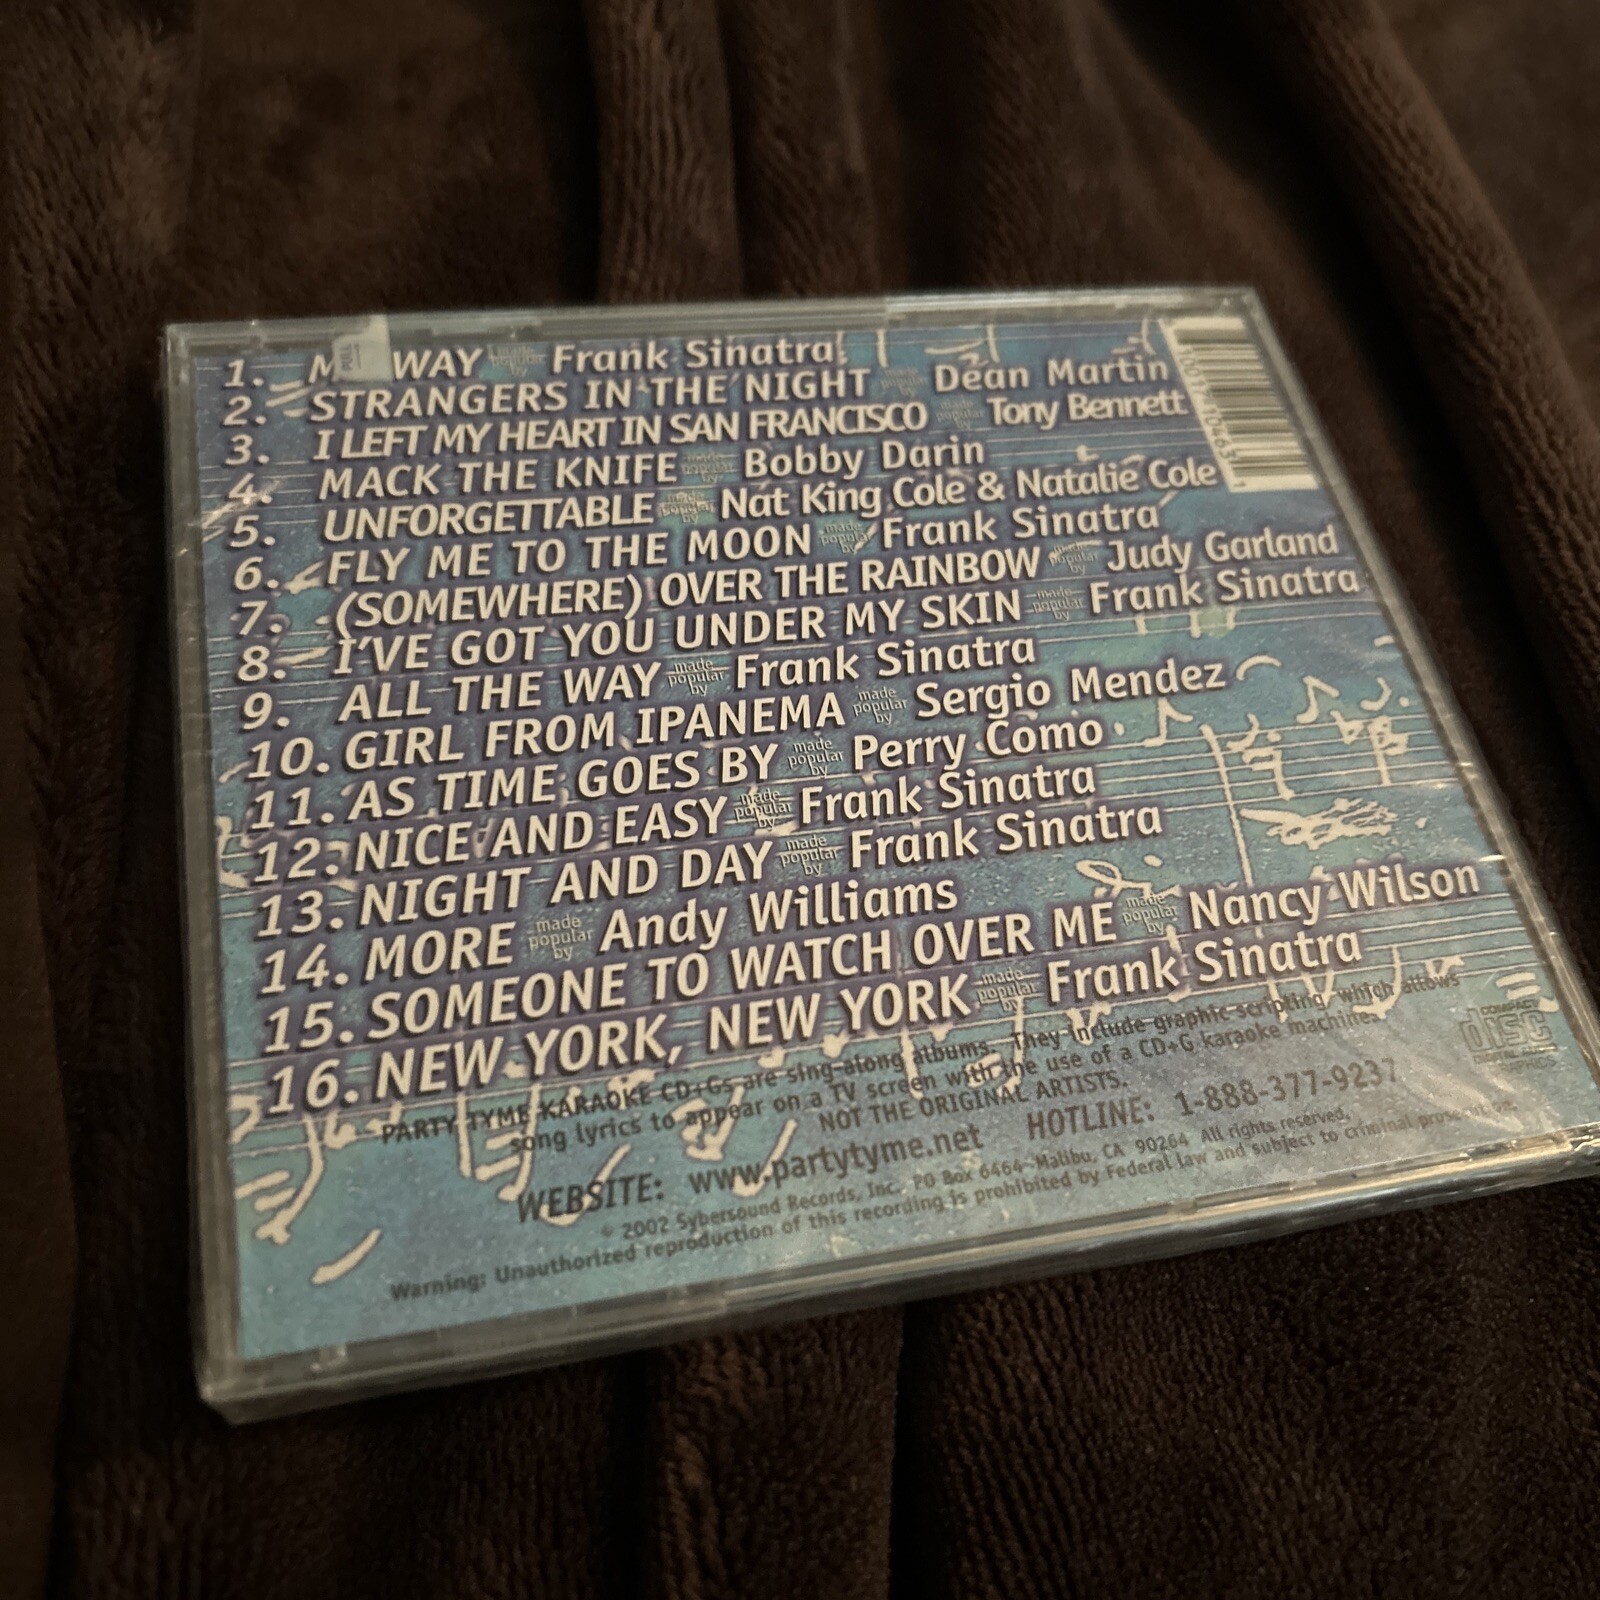 1. M WAY made popular by Frank Sinatra
2. STRANGERS IN THE NIGHT made popular by Dean Martin
3. I LEFT MY HEART IN SAN FRANCISCO made popular by Tony Bennett
4. MACK THE KNIFE made popular by Bobby Darin
5. UNFORGETTABLE made popular by Nat King Cole & Natalie Cole
6. FLY ME TO THE MOON made popular by Frank Sinatra
7. (SOMEWHERE) OVER THE RAINBOW made popular by Judy Garland
8. I'VE GOT YOU UNDER MY SKIN made popular by Frank Sinatra
9. ALL THE WAY made popular by Frank Sinatra
10. GIRL FROM IPANEMA made popular by Sergio Mendez
11. AS TIME GOES BY made popular by Perry Como
12. NICE AND EASY made popular by Frank Sinatra
13. NIGHT AND DAY made popular by Frank Sinatra
14. MORE made popular by Andy Williams
15. SOMEONE TO WATCH OVER ME made popular by Nancy Wilson
16. NEW YORK, NEW YORK made popular by Frank Sinatra
PARTY TYME KARAOKE CD+Gs are sing-along albums. They include graphic scripting, which allows
song lyrics to appear on a TV screen with the use of a CD+G karaoke machine.
NOT THE ORIGINAL ARTISTS.
WEBSITE: www.partytyme.net HOTLINE: 1-888-377-9237
© 2002 Sybersound Records, Inc. PO Box 6464 Malibu, CA 90264 All rights reserved,
Warning: Unauthorized reproduction of this recording is prohibited by Federal law and subject to criminal prosecution.
COMPACT
disc
DIGITAL AUDIO
PULL